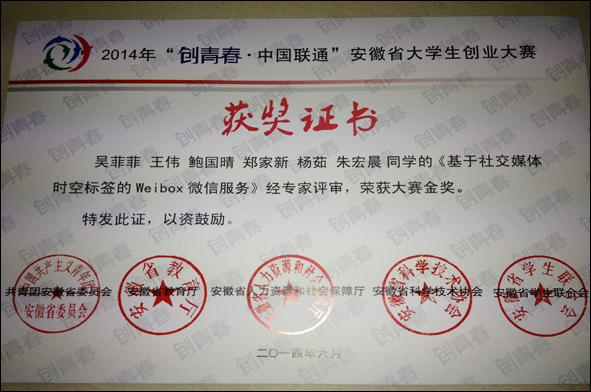 2014年“创青春·中国联通”安徽省大学生创业大赛
获奖证书
吴菲菲 王伟 鲍国晴 郑家新 杨茹 朱宏晨 同学的《基于社交媒体
时空标签的Weibox微信服务》经专家评审，荣获大赛金奖。
特发此证，以资鼓励。
共青团安徽省委员会 安徽省教育厅 安徽省人力资源和社会保障厅 安徽省科学技术协会 安徽省学生联合会
安徽省委员会
二〇一四年六月